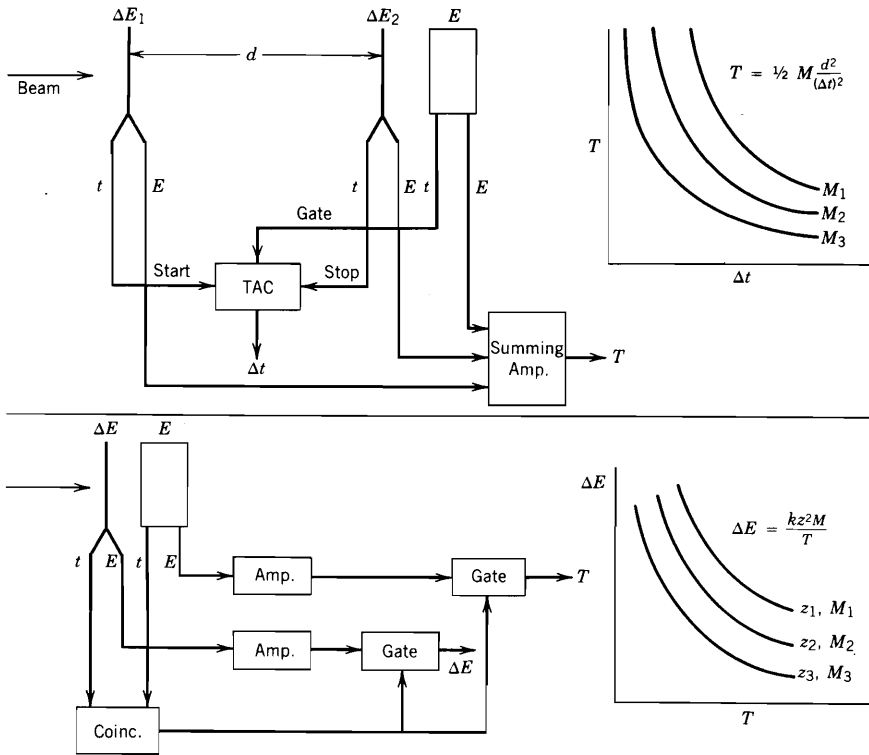 ΔE₁
ΔE₂
E
d
Beam
t
E
t
E
t
E
Gate
Start
TAC
Stop
Δt
Summing
Amp.
T
T = ½ M d²/(Δt)²
T
M₁
M₂
M₃
Δt
ΔE
E
t
E
t
E
Amp.
Gate
T
Amp.
Gate
ΔE
Coinc.
ΔE
ΔE = kz²M/T
z₁, M₁
z₂, M₂
z₃, M₃
T